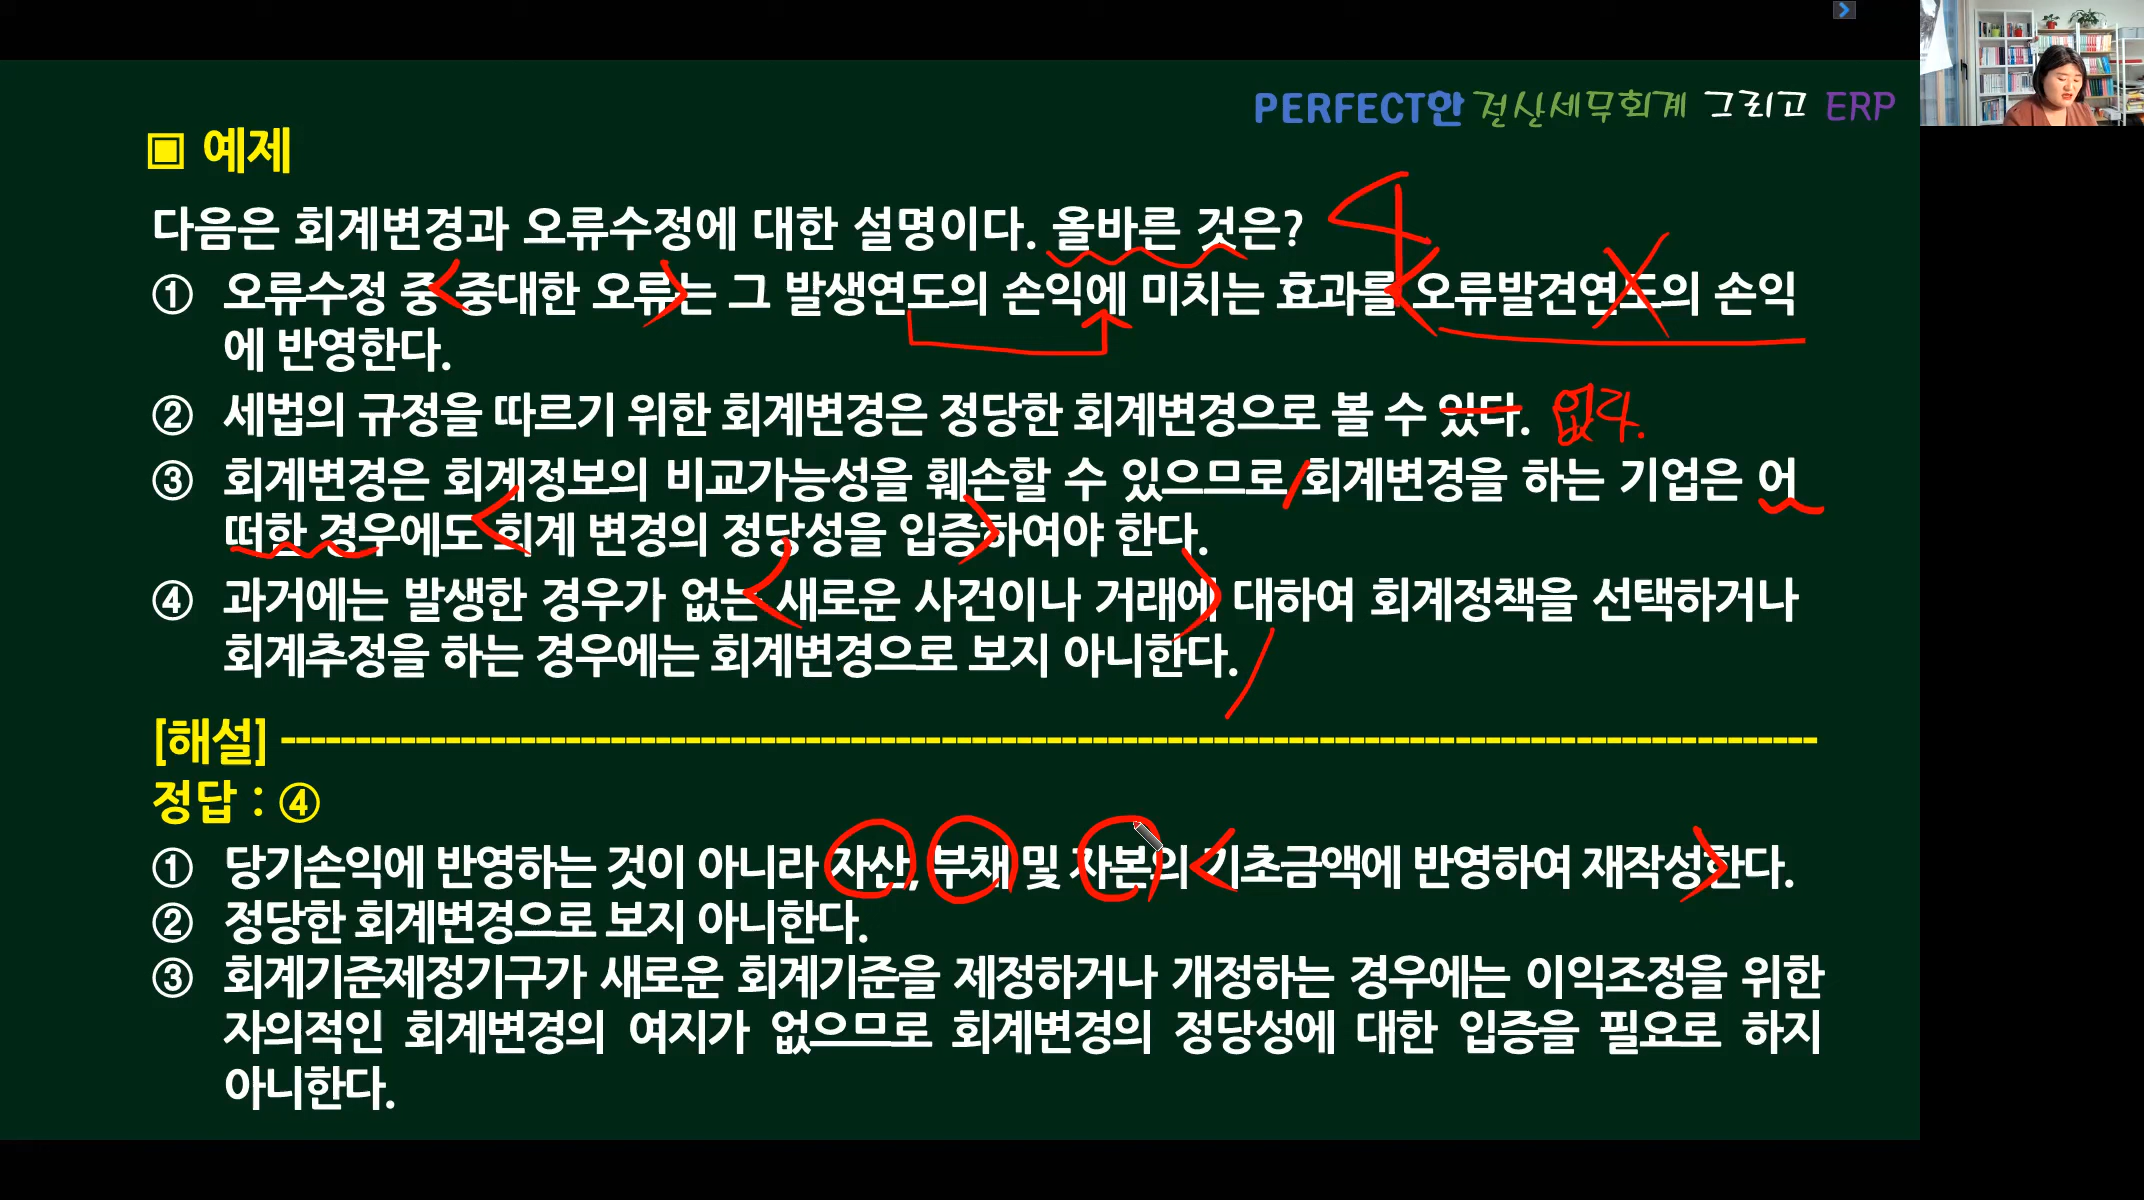 PERFECT한 전산세무회계 그리고 ERP
▣ 예제
다음은 회계변경과 오류수정에 대한 설명이다. 올바른 것은? 4
① 오류수정 중 중대한 오류는 그 발생연도의 손익에 미치는 효과를 오류발견연도의 손익
에 반영한다.
② 세법의 규정을 따르기 위한 회계변경은 정당한 회계변경으로 볼 수 있다. 없다.
③ 회계변경은 회계정보의 비교가능성을 훼손할 수 있으므로 회계변경을 하는 기업은 어
떠한 경우에도 회계 변경의 정당성을 입증하여야 한다.
④ 과거에는 발생한 경우가 없는 새로운 사건이나 거래에 대하여 회계정책을 선택하거나
회계추정을 하는 경우에는 회계변경으로 보지 아니한다.
[해설] ------------------------------------------------------------
정답 : ④
① 당기손익에 반영하는 것이 아니라 자산, 부채 및 자본의 기초금액에 반영하여 재작성한다.
② 정당한 회계변경으로 보지 아니한다.
③ 회계기준제정기구가 새로운 회계기준을 제정하거나 개정하는 경우에는 이익조정을 위한
자의적인 회계변경의 여지가 없으므로 회계변경의 정당성에 대한 입증을 필요로 하지
아니한다.